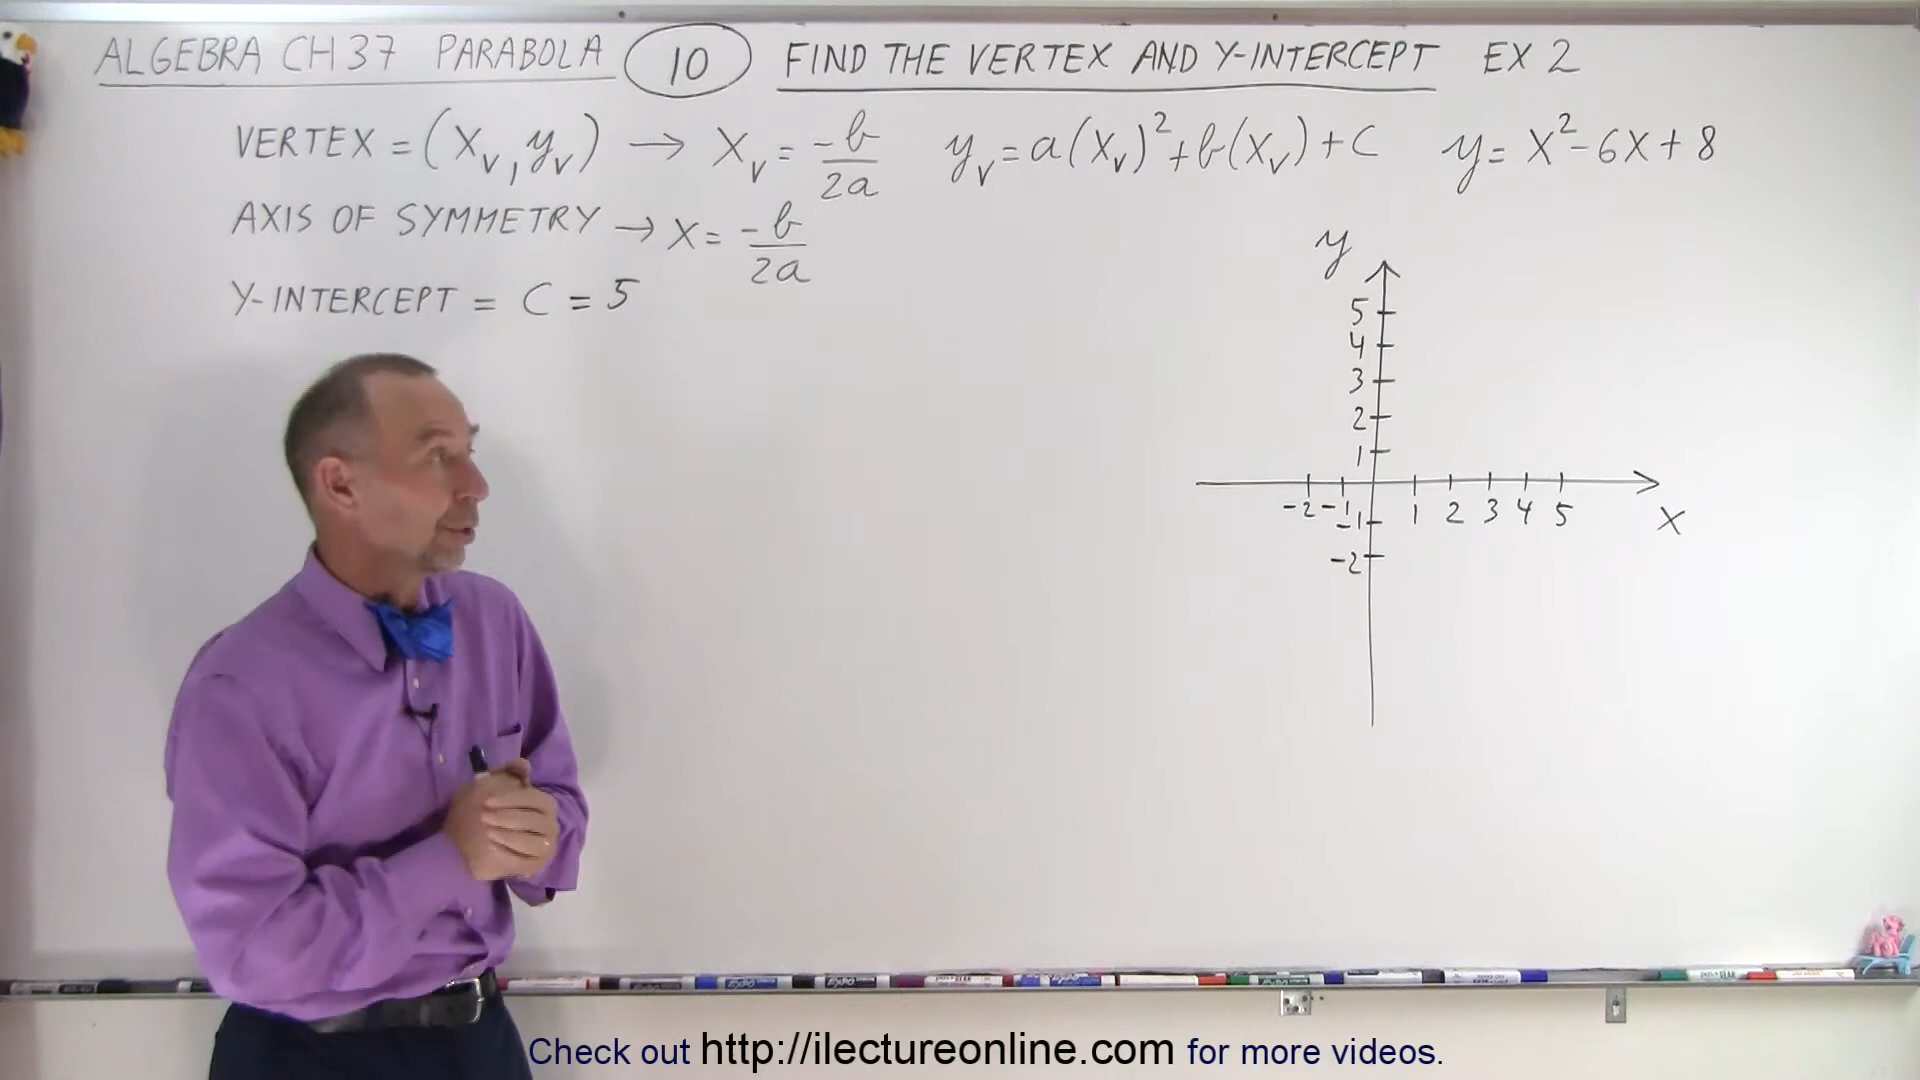 ALGEBRA CH 37 PARABOLA 10 FIND THE VERTEX AND Y-INTERCEPT EX 2
VERTEX = (Xv, yv) → Xv = -b/2a yv = a(Xv)²+b(Xv)+C y = X²-6X+8
AXIS OF SYMMETRY → X = -b/2a
Y-INTERCEPT = C = 5
y
5
4
3
2
1
-2 -1 1 2 3 4 5 X
-1
-2
Check out http://ilectureonline.com for more videos.